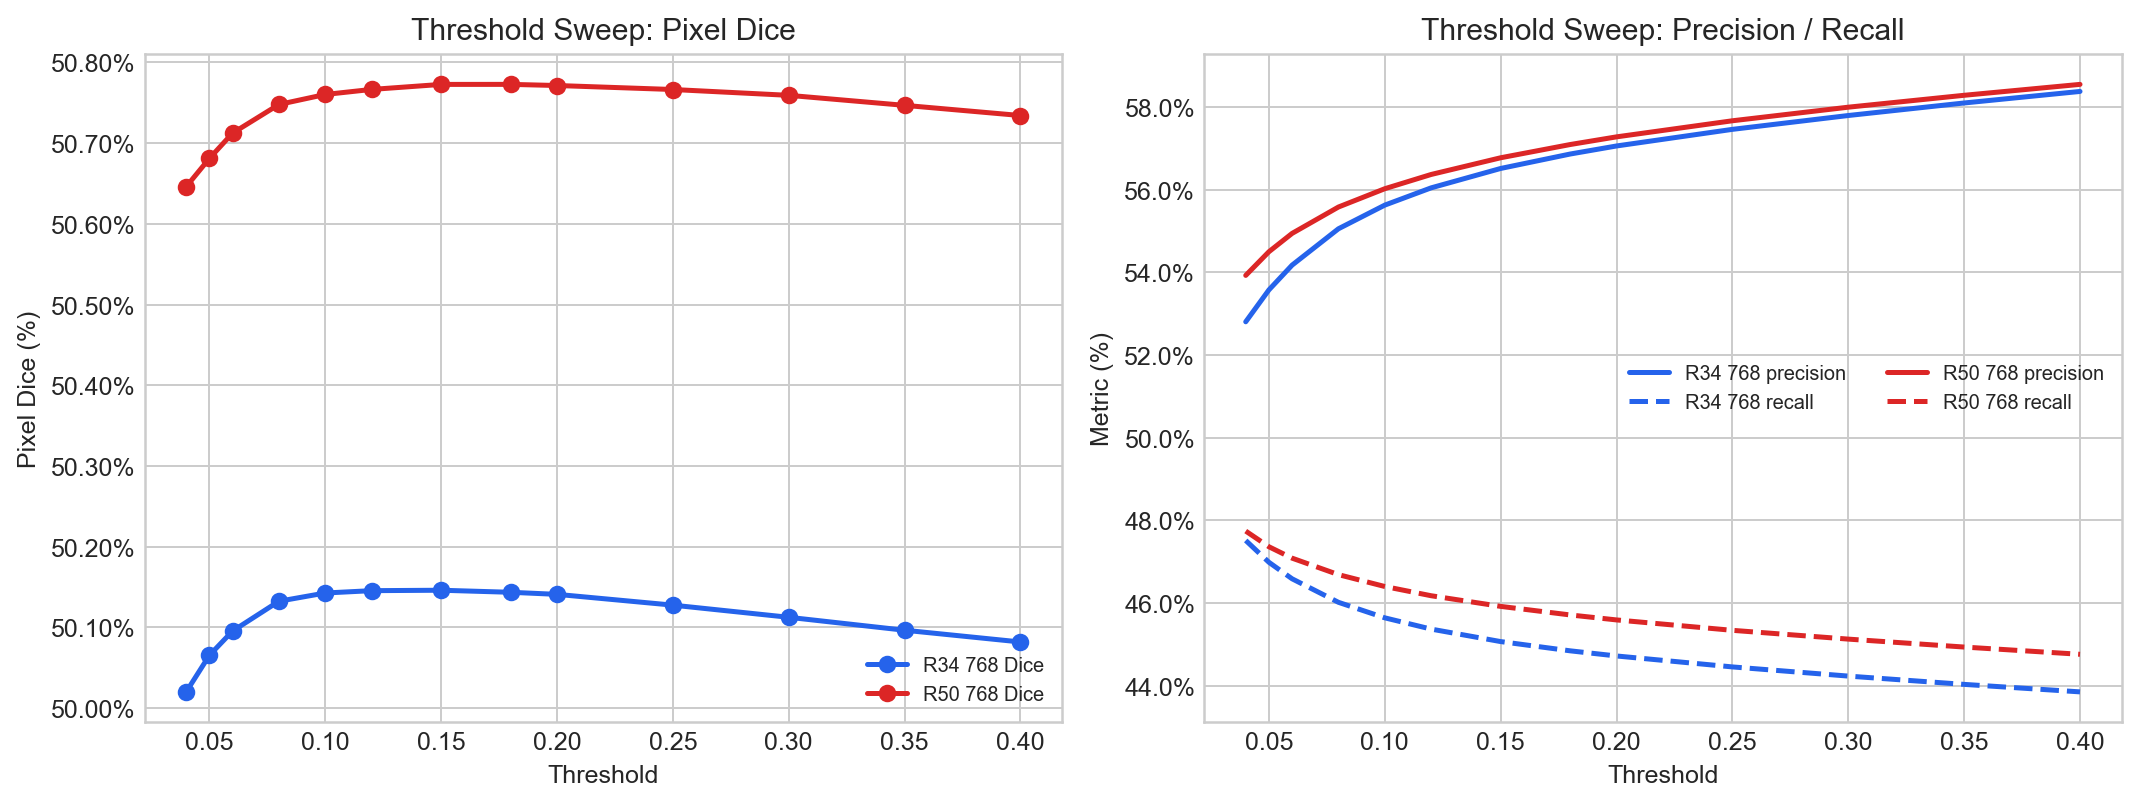 Threshold Sweep: Pixel Dice
Pixel Dice (%)
50.80%
50.70%
50.60%
50.50%
50.40%
50.30%
50.20%
50.10%
50.00%
R34 768 Dice
R50 768 Dice
0.05 0.10 0.15 0.20 0.25 0.30 0.35 0.40
Threshold
Threshold Sweep: Precision / Recall
Metric (%)
58.0%
56.0%
54.0%
52.0%
50.0%
48.0%
46.0%
44.0%
R34 768 precision R50 768 precision
R34 768 recall R50 768 recall
0.05 0.10 0.15 0.20 0.25 0.30 0.35 0.40
Threshold